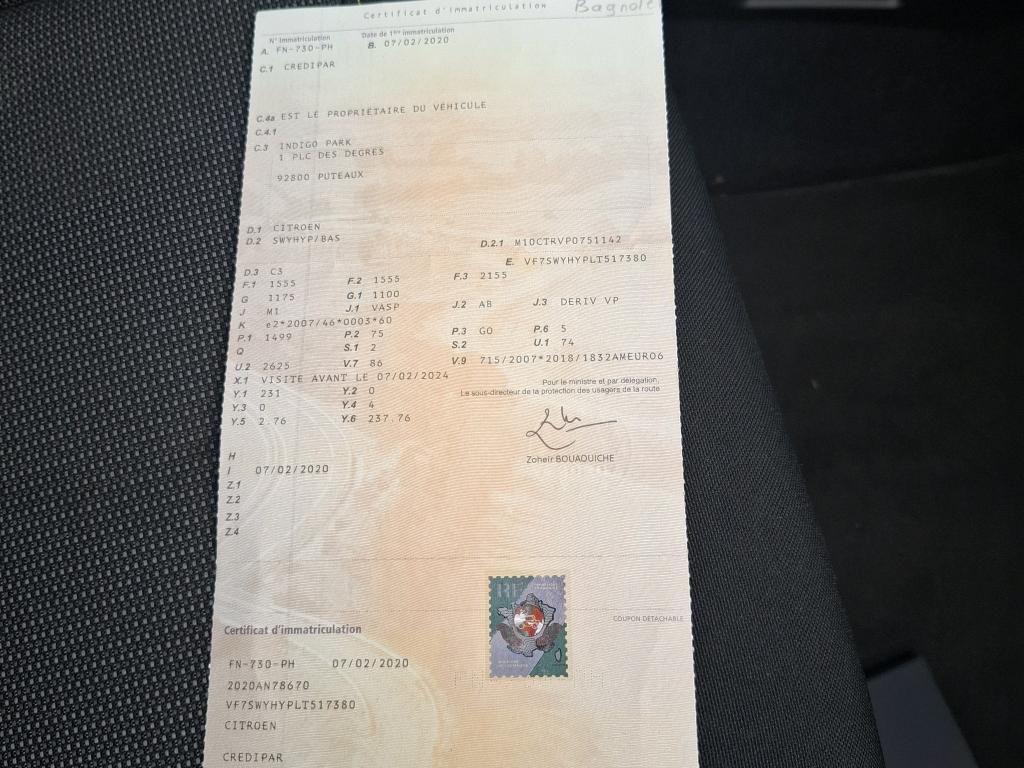 Certificat d'immatriculation Bagnole
N° Immatriculation Date de 1ère immatriculation
A. FN-730-PH B. 07/02/2020
C.1 CREDIPAR
C.4a EST LE PROPRIÉTAIRE DU VÉHICULE
C.4.1
C.3 INDIGO PARK
1 PLC DES DEGRES
92800 PUTEAUX
D.1 CITROEN
D.2 SWYHYP/BAS D.2.1 M10CTRVP0751142
E. VF7SWYHYPLT517380
D.3 C3
F.1 1555 F.2 1555 F.3 2155
G 1175 G.1 1100
J M1 J.1 VASP J.2 AB J.3 DERIV VP
K e2*2007/46*0003*60
P.1 1499 P.2 75 P.3 GO P.6 5
Q S.1 2 S.2 U.1 74
U.2 2625 V.7 86 V.9 715/2007*2018/1832AMEURO6
X.1 VISITE AVANT LE 07/02/2024
Pour le ministre et par délégation,
Y.1 231 Y.2 0 Le sous-directeur de la protection des usagers de la route
Y.3 0 Y.4 4
Y.5 2.76 Y.6 237.76
Zoheir BOUAOUICHE
H
I 07/02/2020
Z.1
Z.2
Z.3
Z.4
RF
COUPON DÉTACHABLE
Certificat d'immatriculation
FN-730-PH 07/02/2020
2020AN78670
VF7SWYHYPLT517380
CITROEN
CREDIPAR